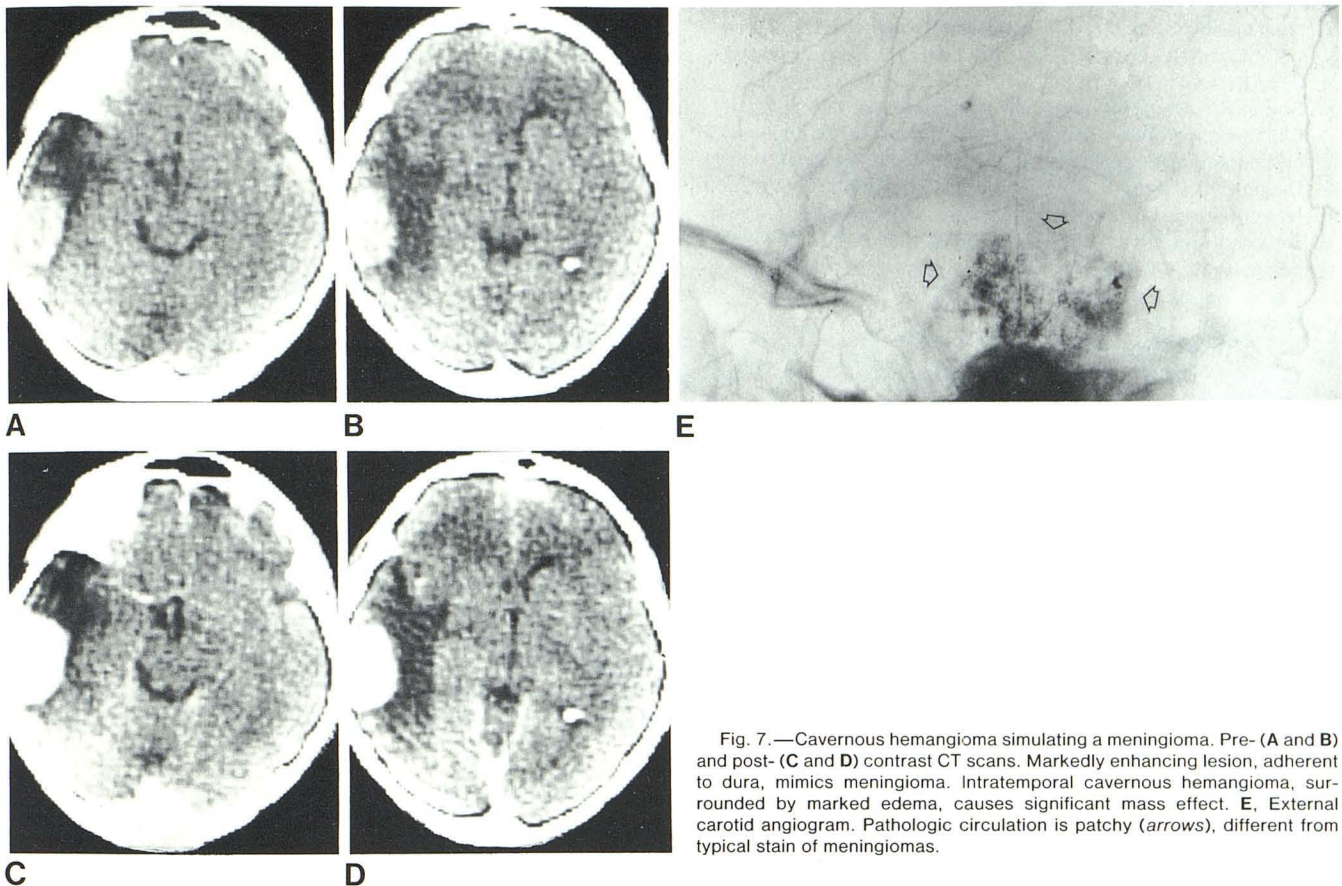 A
B
E
C
D
Fig. 7.—Cavernous hemangioma simulating a meningioma. Pre- (A and B)
and post- (C and D) contrast CT scans. Markedly enhancing lesion, adherent
to dura, mimics meningioma. Intratemporal cavernous hemangioma, sur-
rounded by marked edema, causes significant mass effect. E, External
carotid angiogram. Pathologic circulation is patchy (arrows), different from
typical stain of meningiomas.